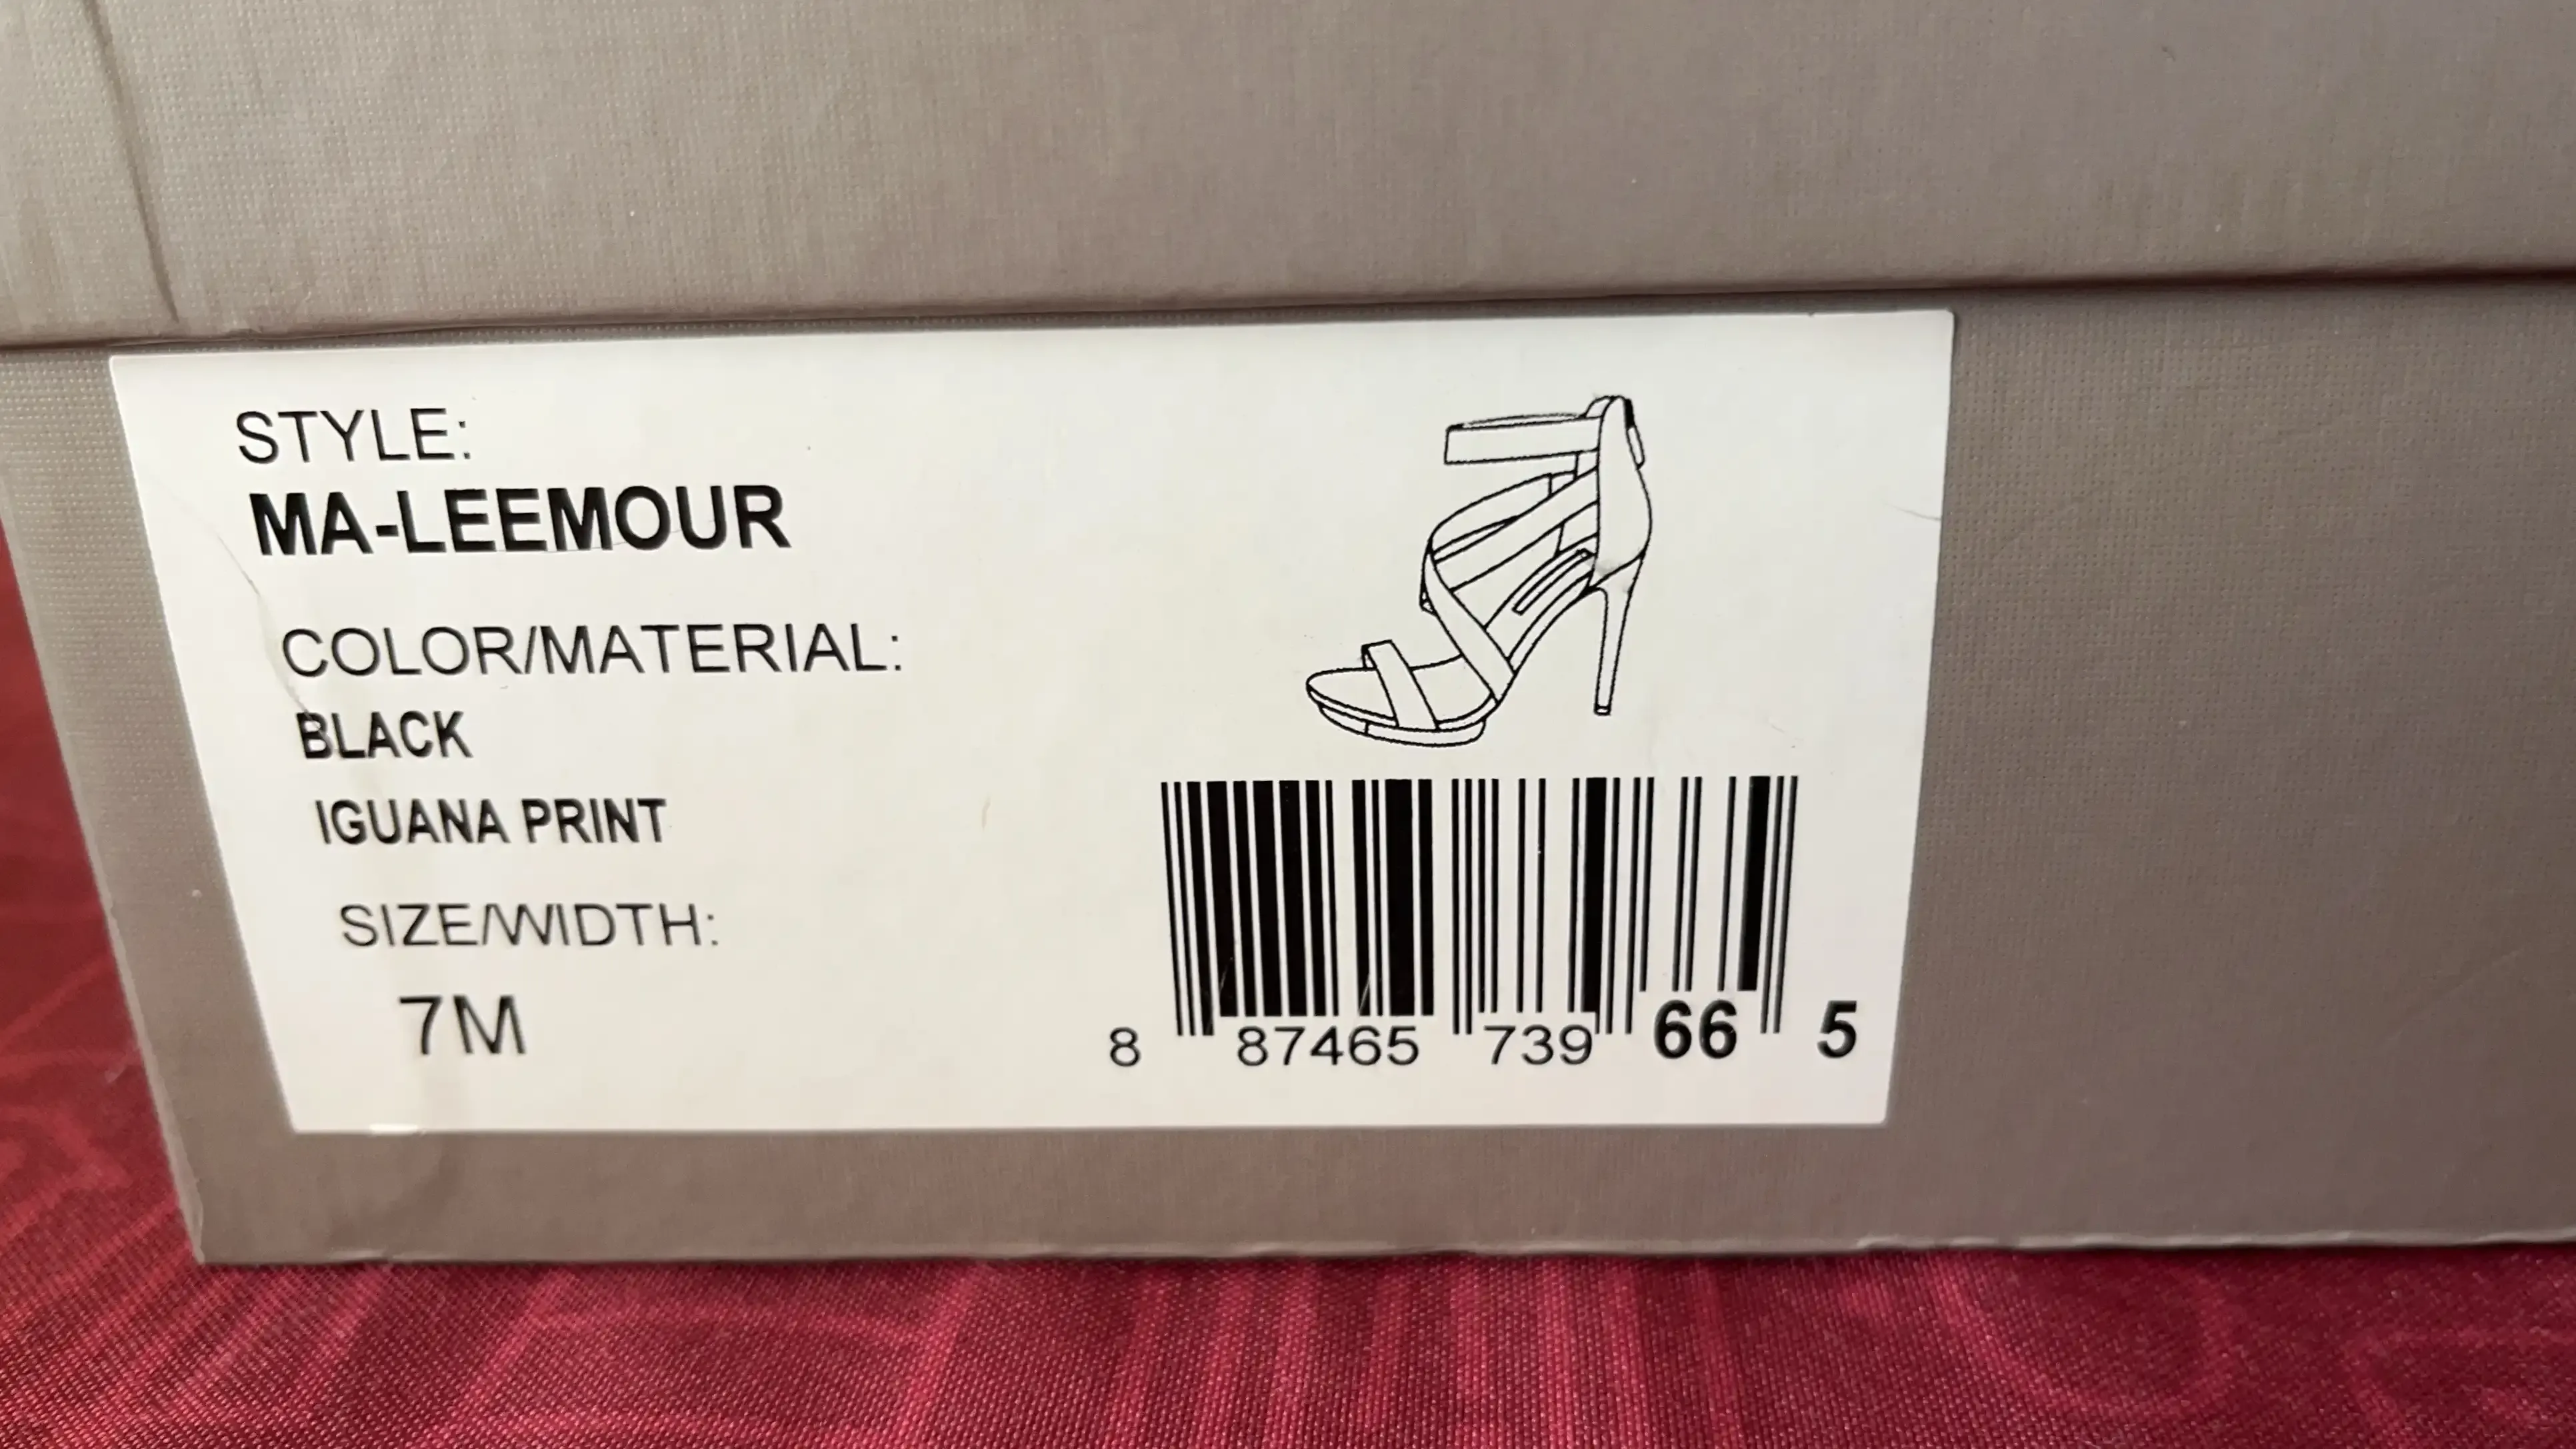 STYLE:
MA-LEEMOUR
COLOR/MATERIAL:
BLACK
IGUANA PRINT
SIZE/WIDTH:
7M
8 87465 739 66 5